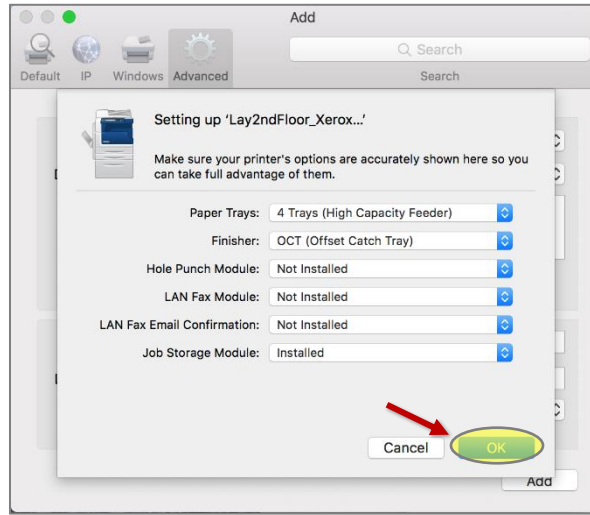 Add
Search
Default IP Windows Advanced
Search
Setting up ‘Lay2ndFloor_Xerox...’
Make sure your printer's options are accurately shown here so you
can take full advantage of them.
Paper Trays: 4 Trays (High Capacity Feeder)
Finisher: OCT (Offset Catch Tray)
Hole Punch Module: Not Installed
LAN Fax Module: Not Installed
LAN Fax Email Confirmation: Not Installed
Job Storage Module: Installed
Cancel OK
Add